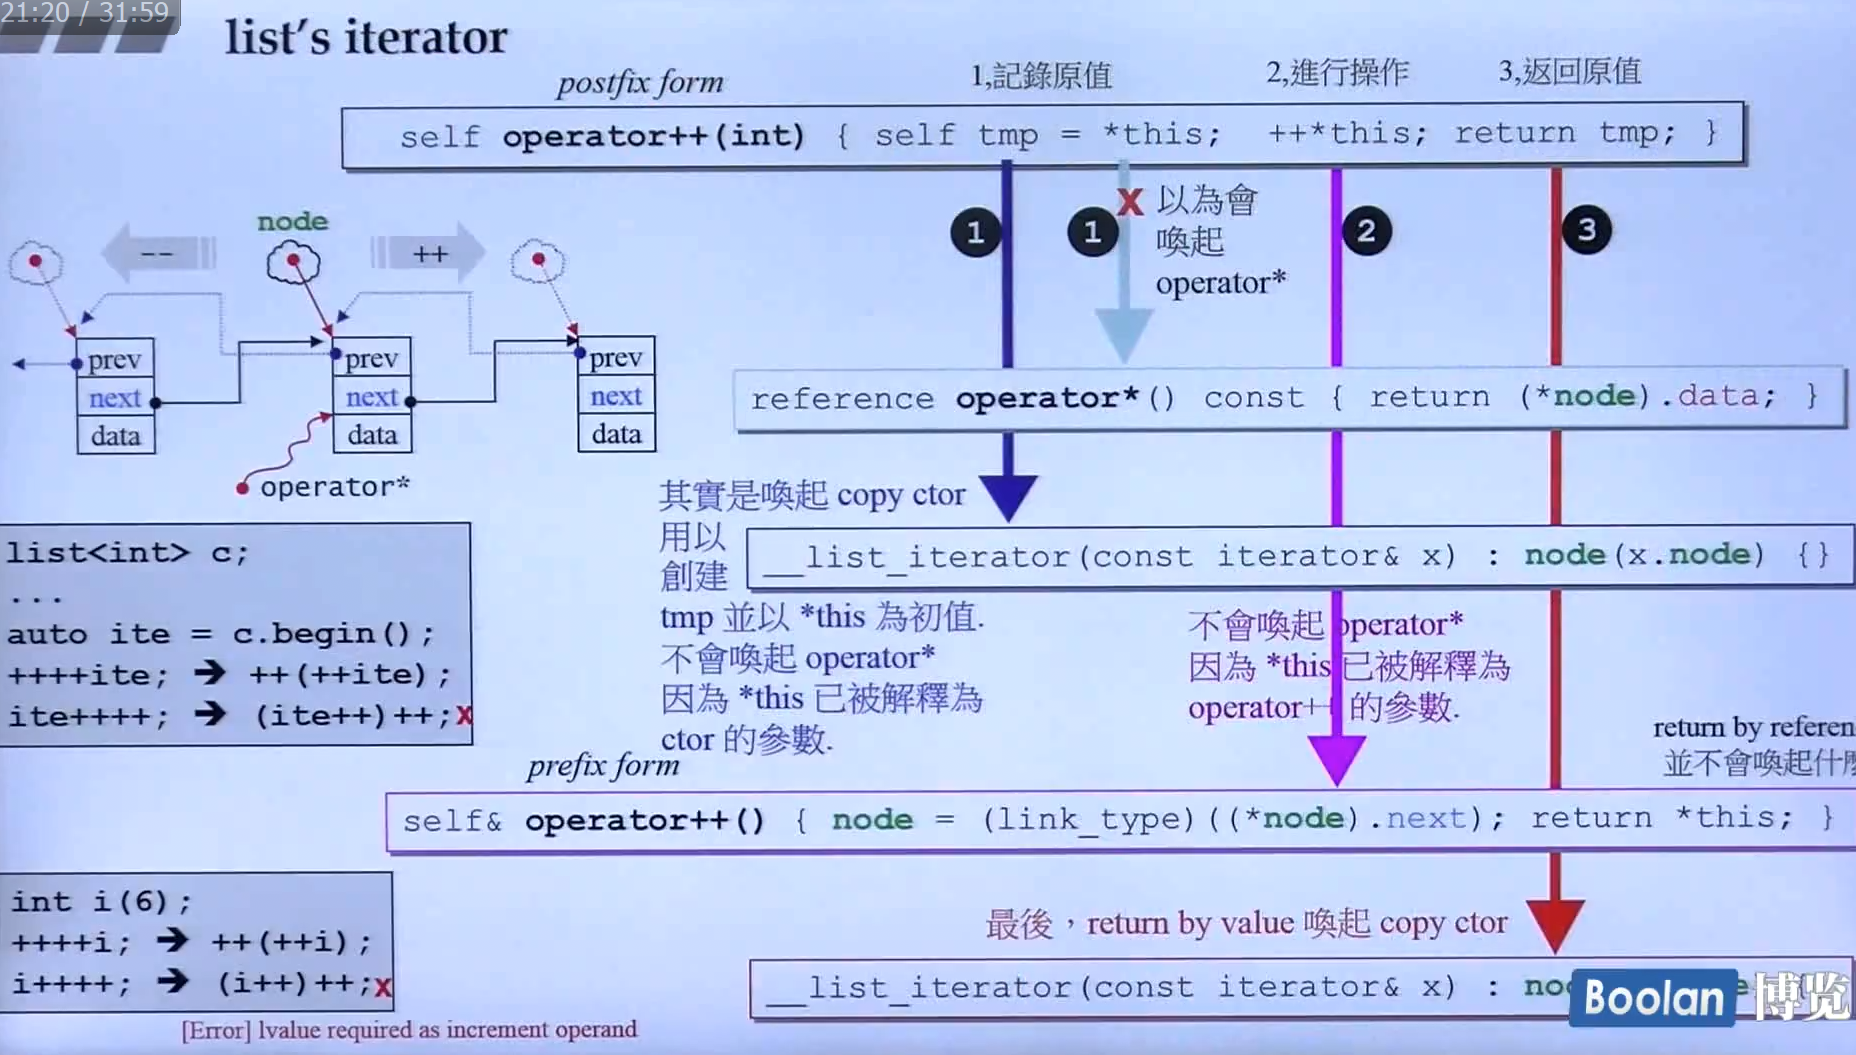 21:20 / 31:59
list's iterator
postfix form
1,記錄原值
2,進行操作
3,返回原值
self operator++(int) { self tmp = *this; ++*this; return tmp; }
node
--
++
1
1
x
以為會
喚起
operator*
2
3
prev
next
data
prev
next
data
prev
next
data
operator*
reference operator*() const { return (*node).data; }
其實是喚起 copy ctor
用以
創建
tmp 並以 *this 為初值.
不會喚起 operator*
因為 *this 已被解釋為
ctor 的參數.
__list_iterator(const iterator& x) : node(x.node) {}
不會喚起 operator*
因為 *this 已被解釋為
operator++ 的參數.
list<int> c;
...
auto ite = c.begin();
++++ite; ➔ ++(++ite);
ite++++; ➔ (ite++)++;x
return by referen
並不會喚起什麼
prefix form
self& operator++() { node = (link_type)((*node).next); return *this; }
int i(6);
++++i; ➔ ++(++i);
i++++; ➔ (i++)++;x
[Error] lvalue required as increment operand
最後，return by value 喚起 copy ctor
__list_iterator(const iterator& x) : no e {}
Boolan 博览